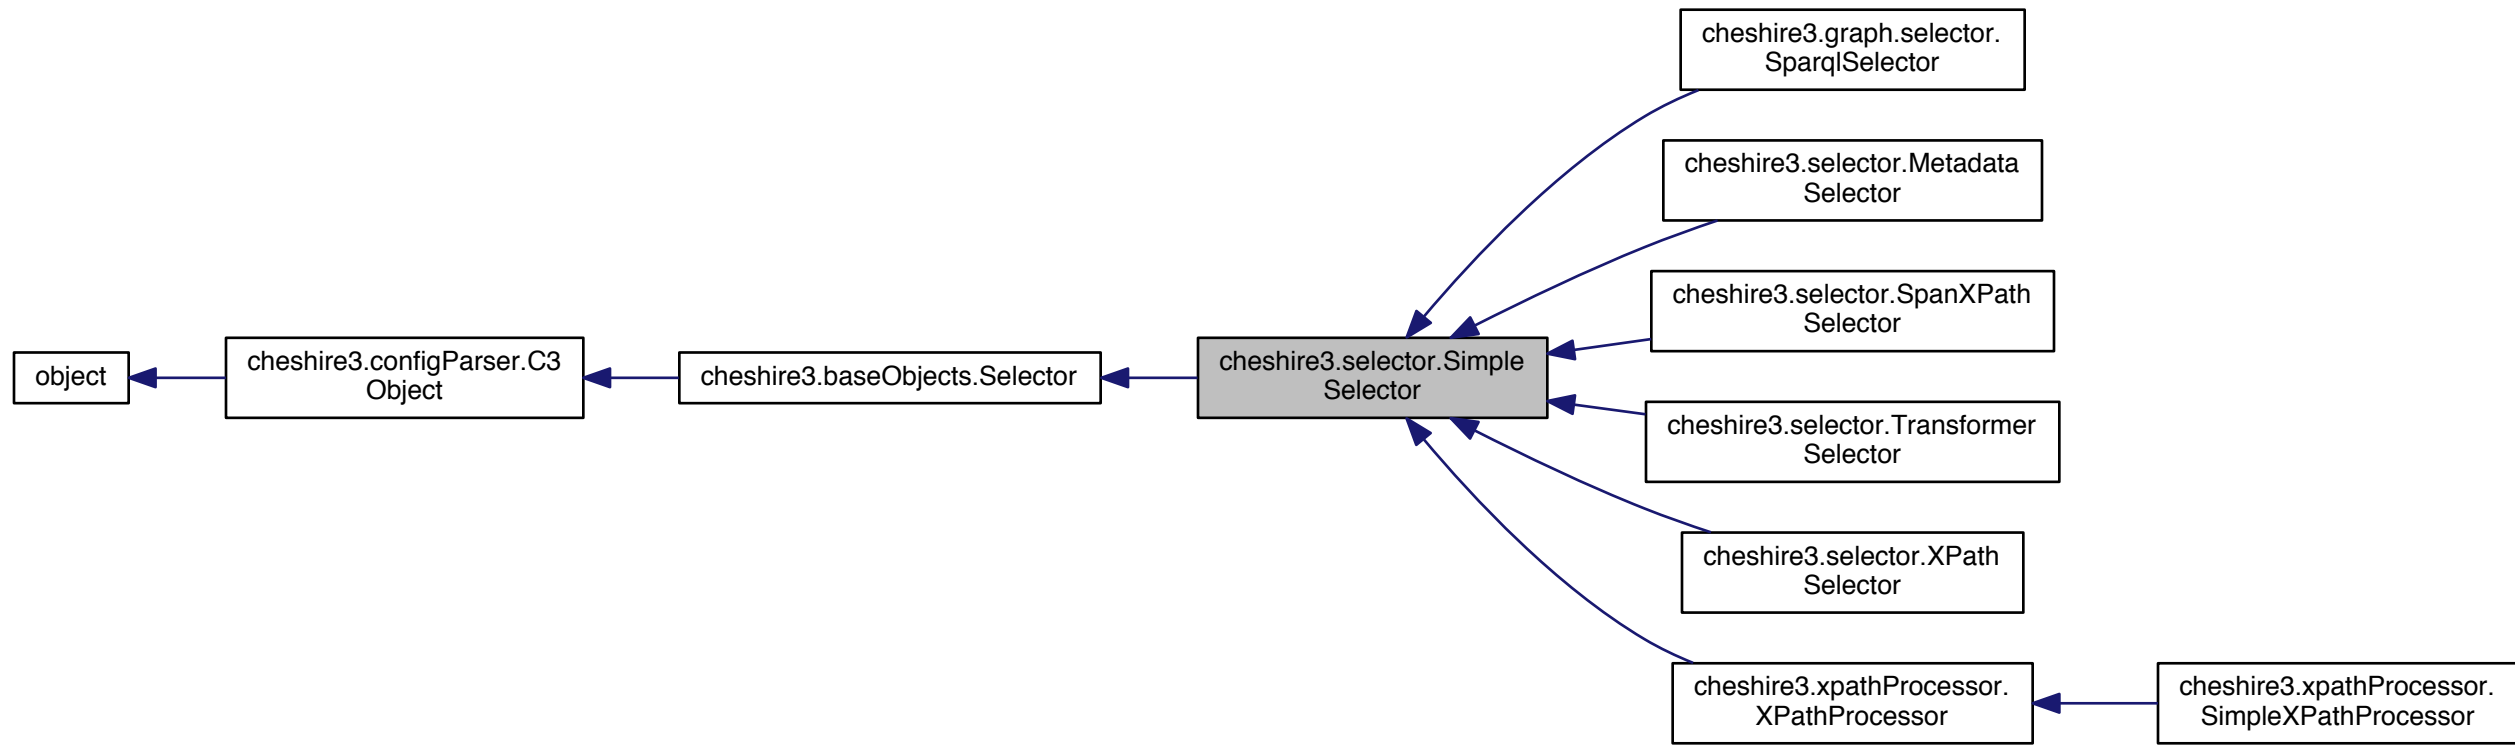 object
cheshire3.configParser.C3
Object
cheshire3.baseObjects.Selector
cheshire3.selector.Simple
Selector
cheshire3.graph.selector.
SparqlSelector
cheshire3.selector.Metadata
Selector
cheshire3.selector.SpanXPath
Selector
cheshire3.selector.Transformer
Selector
cheshire3.selector.XPath
Selector
cheshire3.xpathProcessor.
XPathProcessor
cheshire3.xpathProcessor.
SimpleXPathProcessor